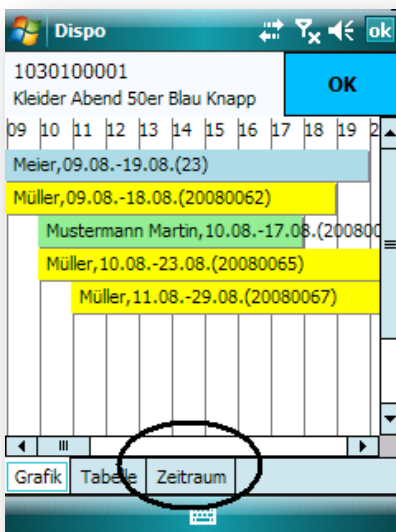 Dispo
ok
1030100001
Kleider Abend 50er Blau Knapp
OK
09 10 11 12 13 14 15 16 17 18 19 2
Meier,09.08.-19.08.(23)
Müller,09.08.-18.08.(20080062)
Mustermann Martin,10.08.-17.08.(200800
Müller,10.08.-23.08.(20080065)
Müller,11.08.-29.08.(20080067)
Grafik Tabelle Zeitraum